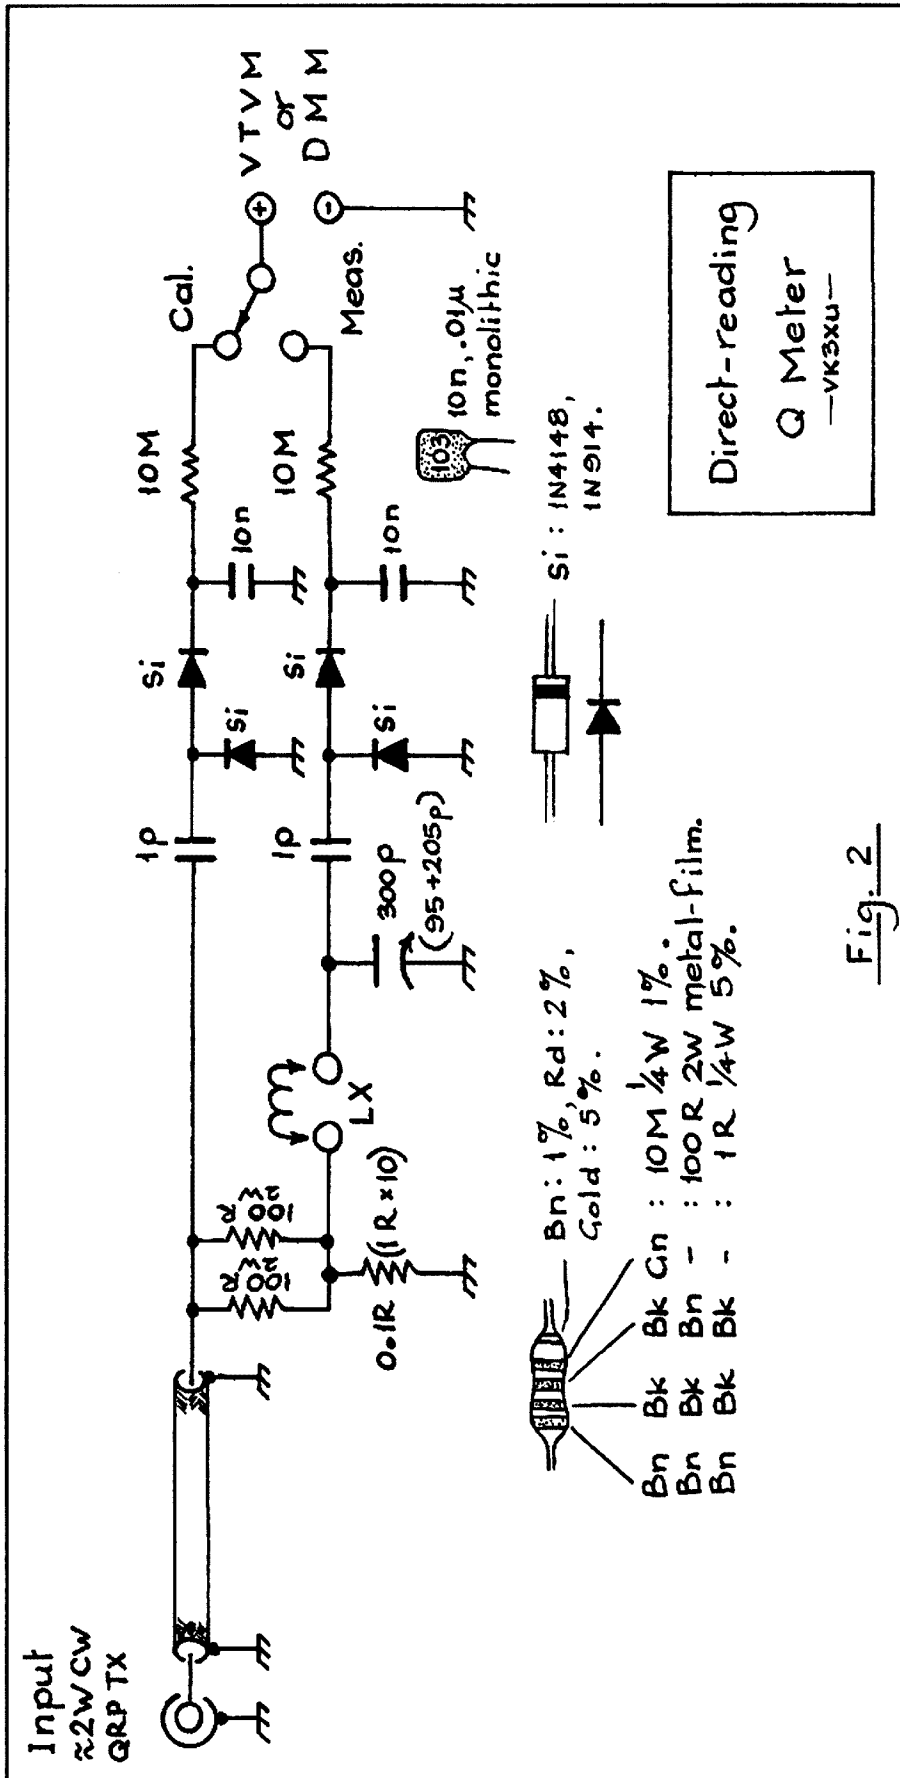 Input
≈2W CW
QRP TX
100R
2W
100R
2W
0.1R (1R×10)
LX
300p
(95+205p)
1p
1p
Si
Si
Si
Si
10n
10n
10M
10M
Cal.
Meas.
+
-
VTVM
or
DMM
103
10n, .01µ
monolithic
Si : 1N4148,
1N914.
Bn: 1%, Rd: 2%,
Gold: 5%.
Bn Bk Bk Gn : 10M ¼W 1%.
Bn Bk Bn - : 100R 2W metal-film.
Bn Bk Bk - : 1R ¼W 5%.
Direct-reading
Q Meter
—VK3XU—
Fig. 2